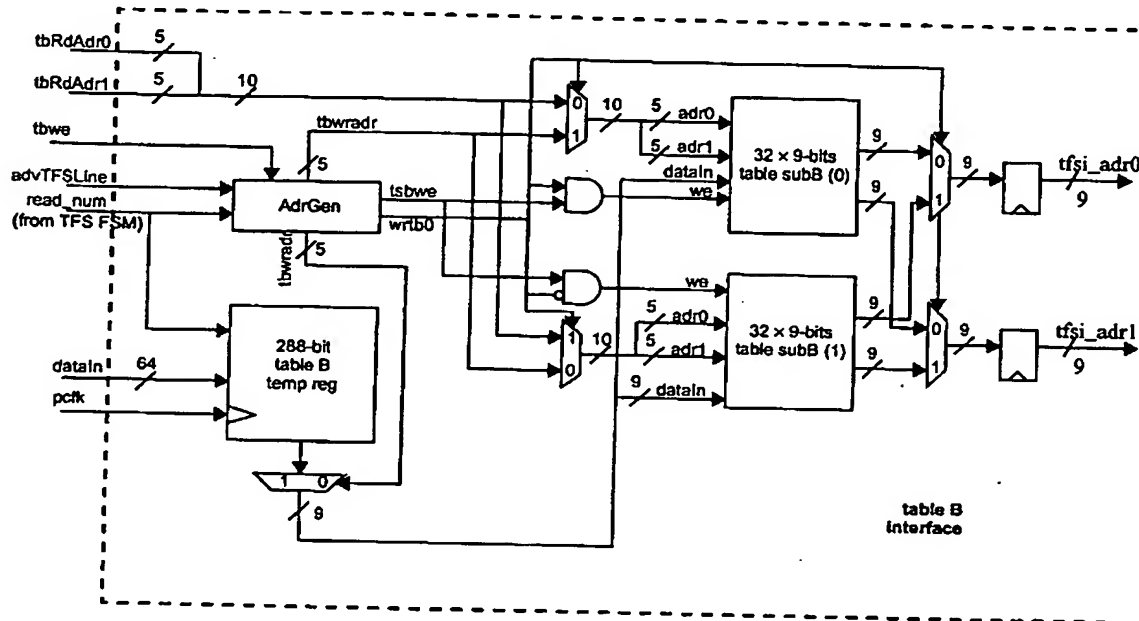 tbRdAdr0
5
tbRdAdr1
5
10
tbwe
tbwradr
5
advTFSLine
read_num
(from TFS FSM)
AdrGen
tsbwe
wrtb0
tbwradr
5
0
1
10
5
adr0
5
adr1
dataIn
we
32 × 9-bits
table subB (0)
9
9
0
1
9
tfsi_adr0
9
we
5
adr0
5
adr1
9
dataIn
1
0
10
32 × 9-bits
table subB (1)
9
9
0
1
9
tfsi_adr1
9
288-bit
table B
temp reg
dataIn
64
pclk
1
0
9
table B
interface